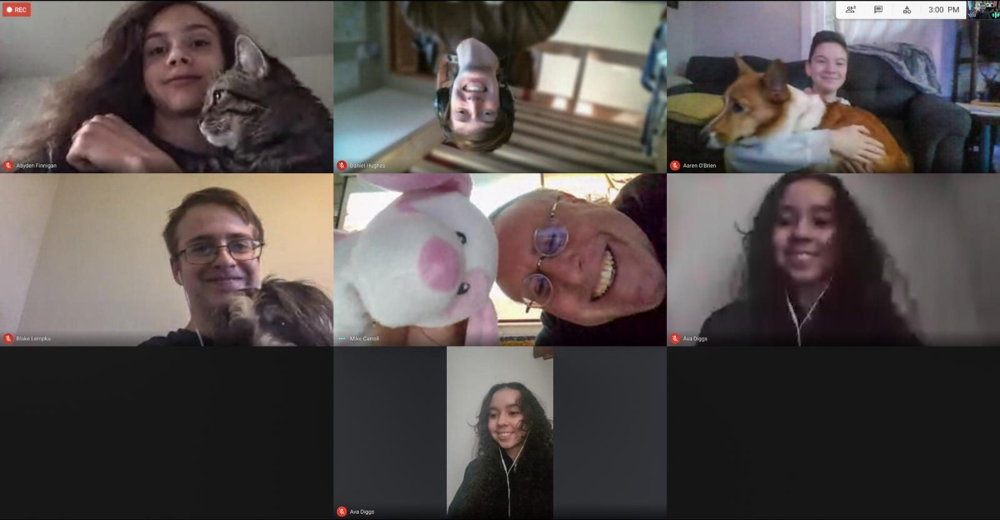 REC
8
3:00 PM
You
Aayden Finnigan
Daniel Hughes
Aaren O'Brien
Blake Lempka
Mike Carroll
Ava Diggs
Ava Diggs